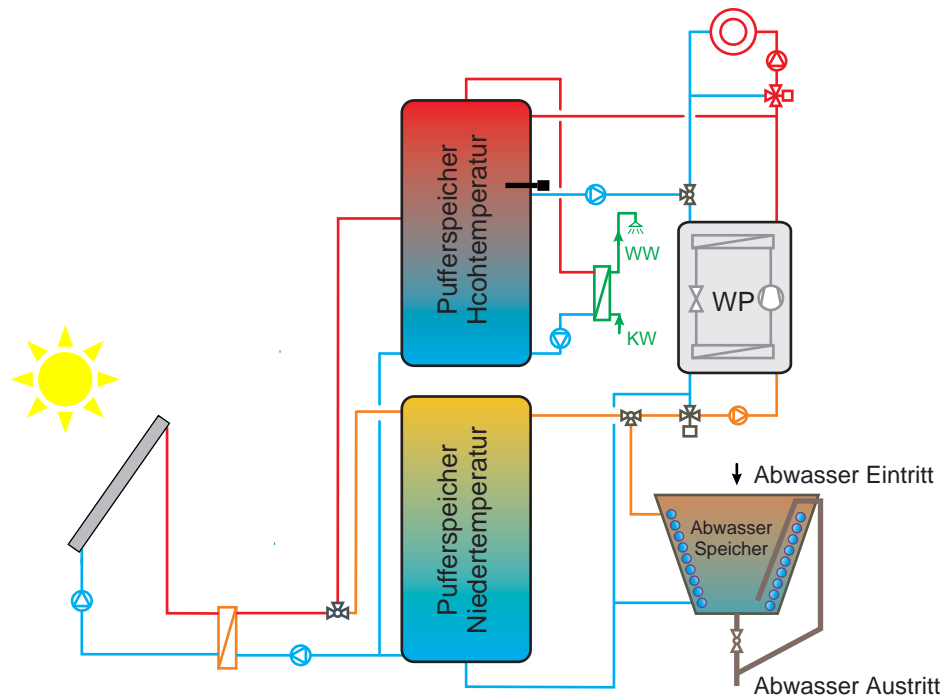 Pufferspeicher
Hcohtemperatur
WW
KW
WP
Pufferspeicher
Niedertemperatur
Abwasser Eintritt
Abwasser
Speicher
Abwasser Austritt